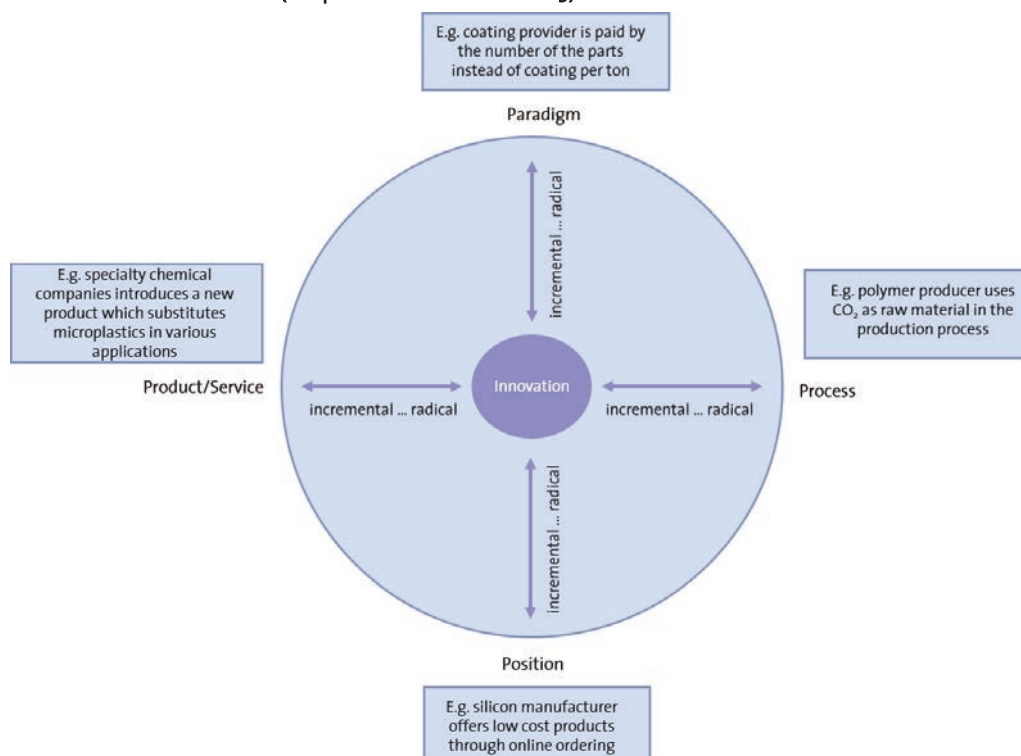 E.g. coating provider is paid by
the number of the parts
instead of coating per ton
Paradigm
incremental ... radical
E.g. specialty chemical
companies introduces a new
product which substitutes
microplastics in various
applications
E.g. polymer producer uses
CO₂ as raw material in the
production process
Product/Service
incremental ... radical
Innovation
incremental ... radical
Process
incremental ... radical
Position
E.g. silicon manufacturer
offers low cost products
through online ordering